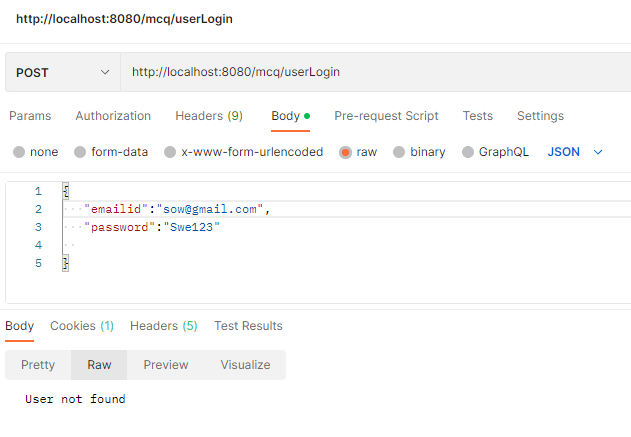 http://localhost:8080/mcq/userLogin
POST http://localhost:8080/mcq/userLogin
Params Authorization Headers (9) Body Pre-request Script Tests Settings
none form-data x-www-form-urlencoded raw binary GraphQL JSON
1 {
2 "emailid":"sow@gmail.com",
3 "password":"Swe123"
4
5 }
Body Cookies (1) Headers (5) Test Results
Pretty Raw Preview Visualize
User not found